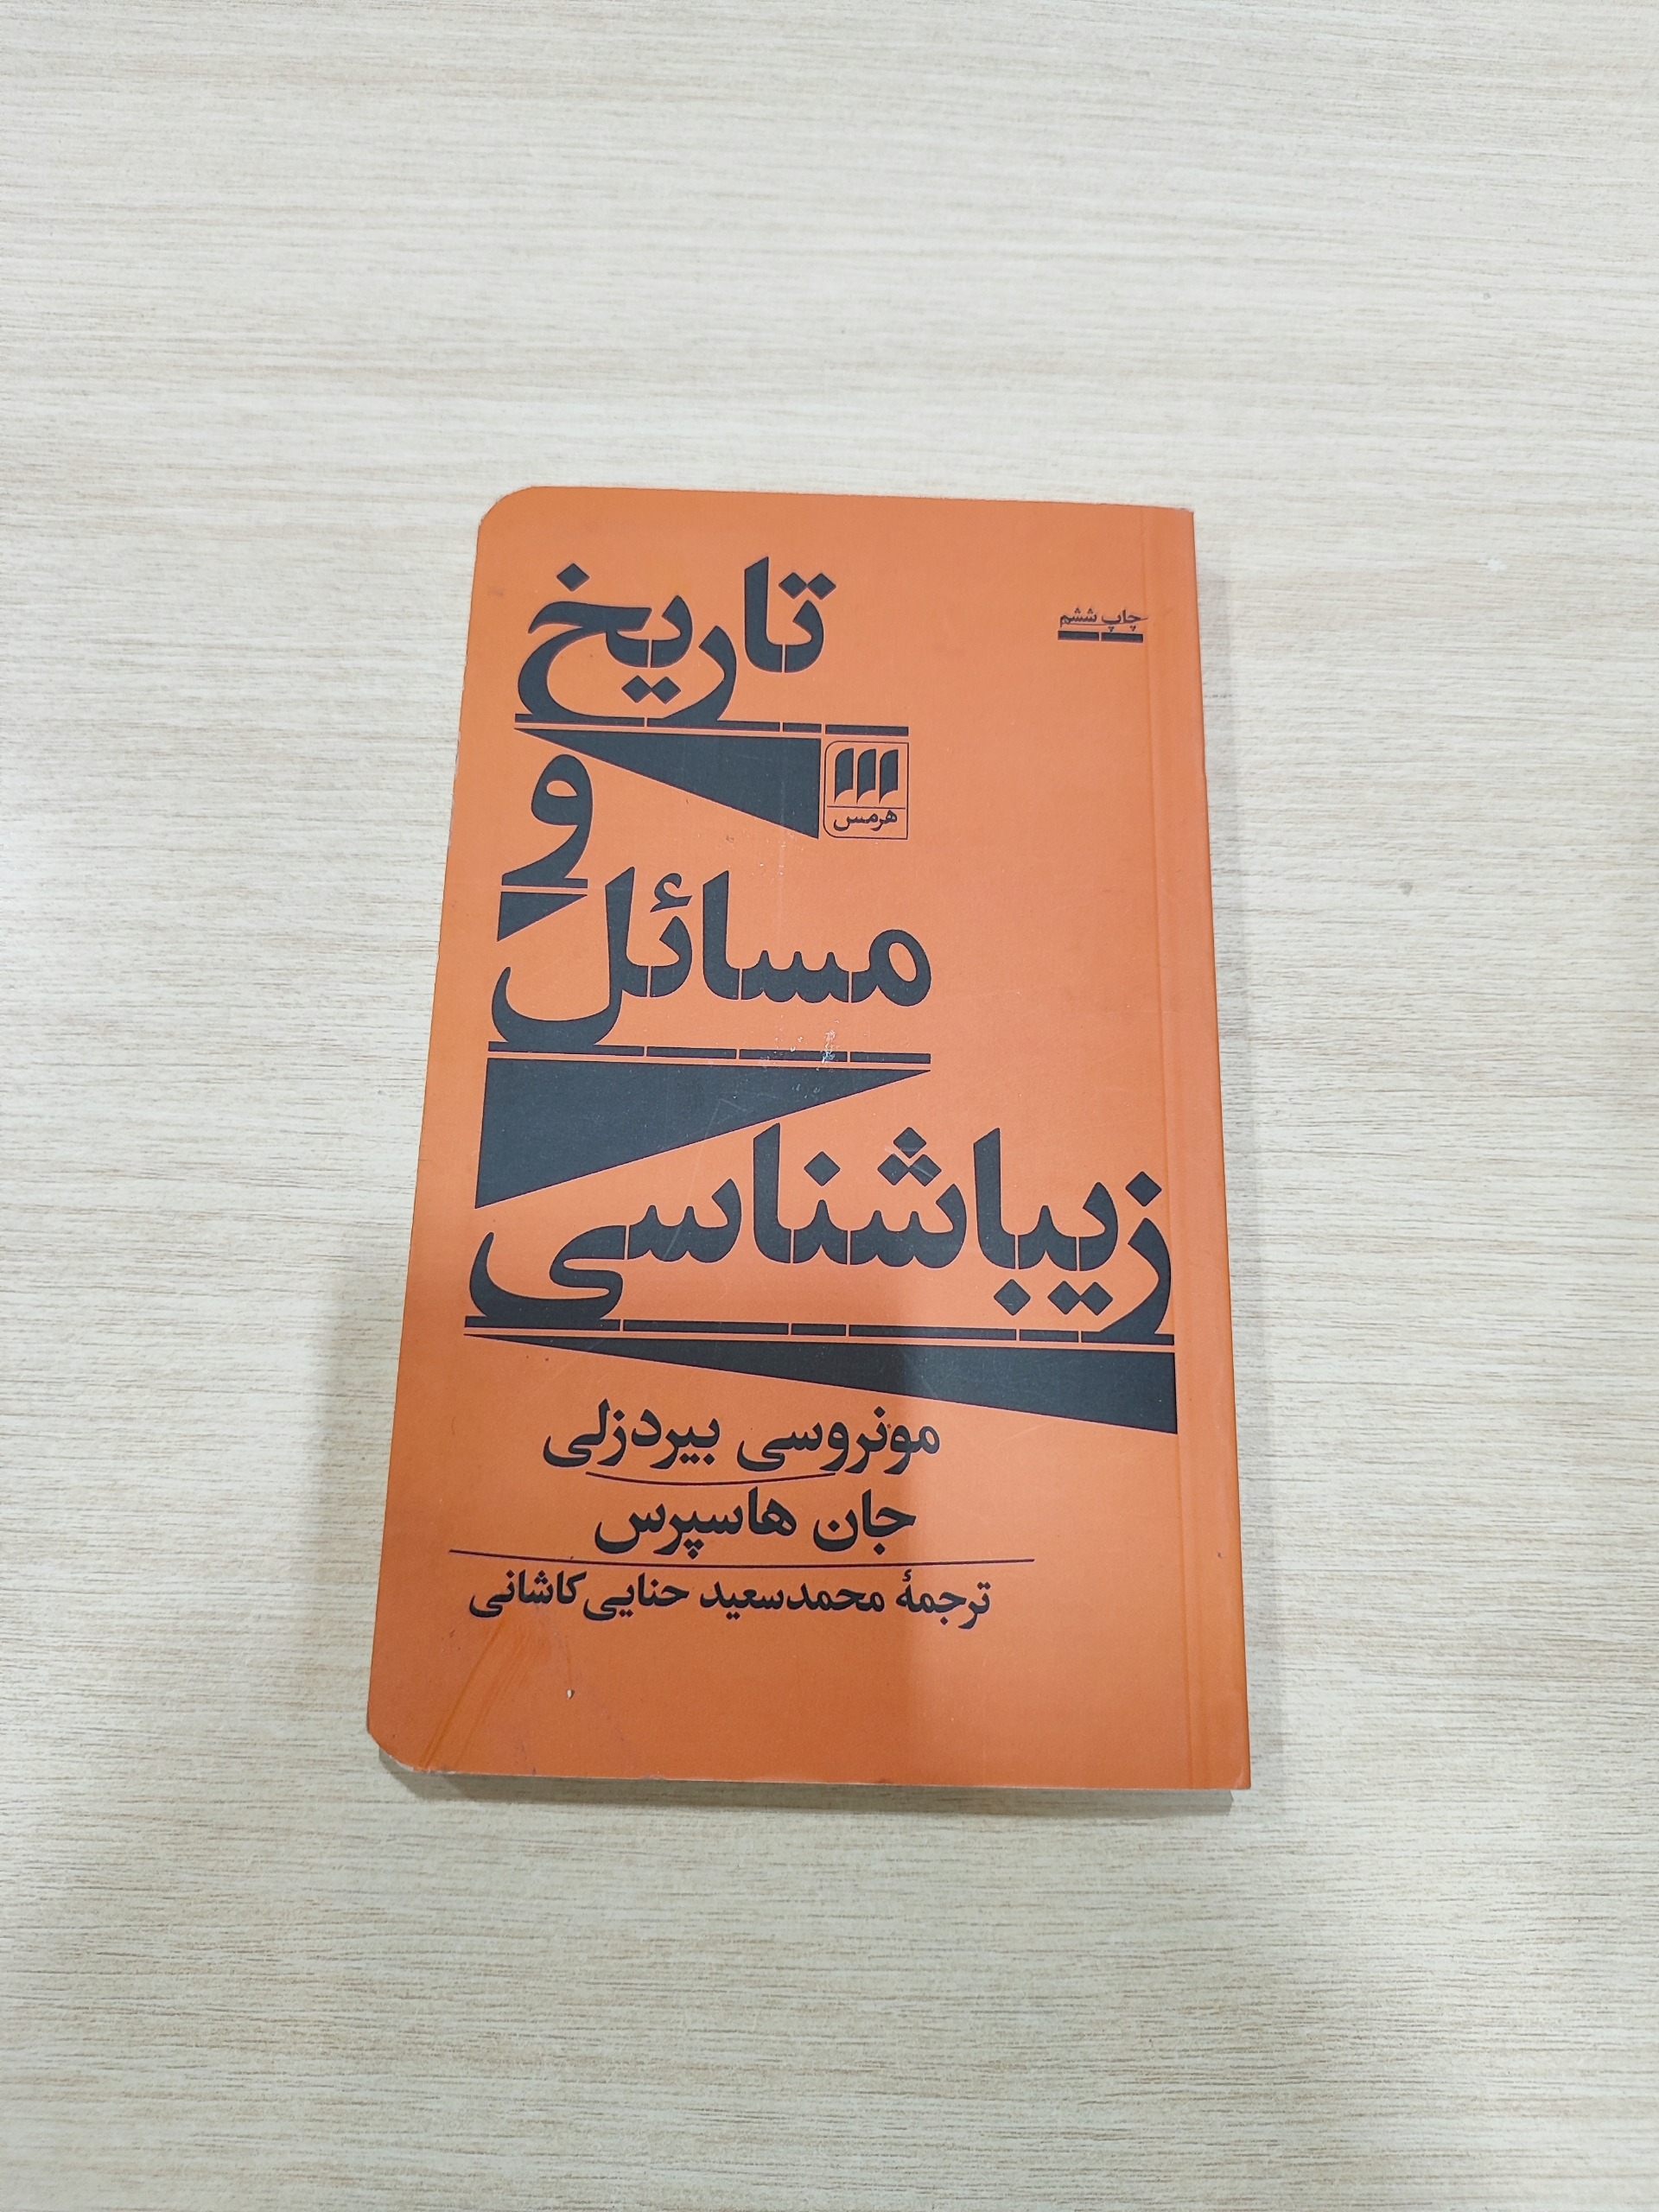 چاپ ششم
تاریخ
هرمس
و
مسائل
زیباشناسی
مونروسی بیردزلی
جان هاسپرس
ترجمهٔ محمدسعید حنایی کاشانی